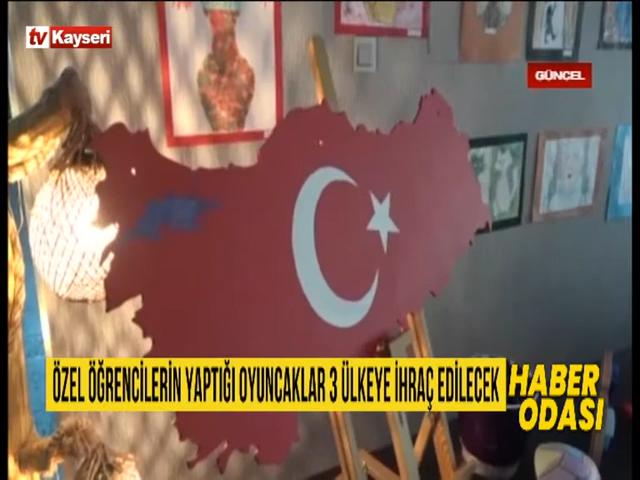 tv Kayseri
GÜNCEL
ÖZEL ÖĞRENCİLERİN YAPTIĞI OYUNCAKLAR 3 ÜLKEYE İHRAÇ EDİLECEK
HABER
ODASI